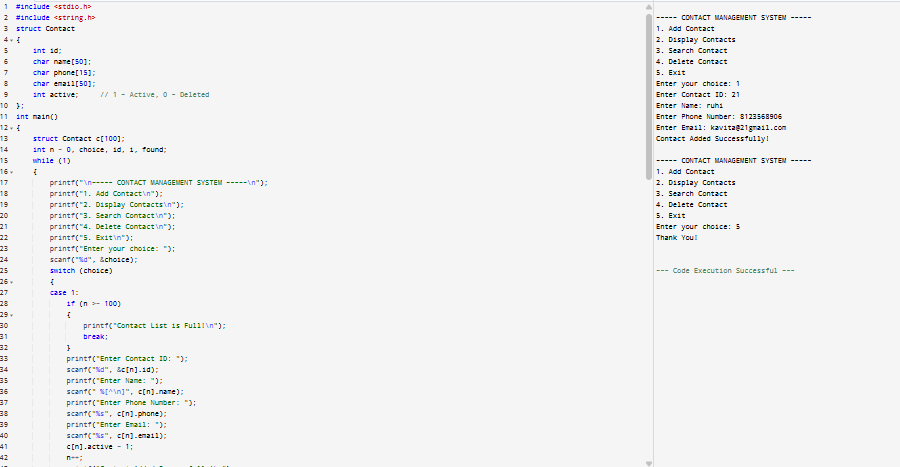 1 #include <stdio.h>
2 #include <string.h>
3 struct Contact
4 {
5 int id;
6 char name[50];
7 char phone[15];
8 char email[50];
9 int active; // 1 = Active, 0 = Deleted
10 };
11 int main()
12 {
13 struct Contact c[100];
14 int n = 0, choice, id, i, found;
15 while (1)
16 {
17 printf("\n----- CONTACT MANAGEMENT SYSTEM -----\n");
18 printf("1. Add Contact\n");
19 printf("2. Display Contacts\n");
20 printf("3. Search Contact\n");
21 printf("4. Delete Contact\n");
22 printf("5. Exit\n");
23 printf("Enter your choice: ");
24 scanf("%d", &choice);
25 switch (choice)
26 {
27 case 1:
28 if (n >= 100)
29 {
30 printf("Contact List is Full!\n");
31 break;
32 }
33 printf("Enter Contact ID: ");
34 scanf("%d", &c[n].id);
35 printf("Enter Name: ");
36 scanf(" %[^\n]", c[n].name);
37 printf("Enter Phone Number: ");
38 scanf("%s", c[n].phone);
39 printf("Enter Email: ");
40 scanf("%s", c[n].email);
41 c[n].active = 1;
42 n++;
----- CONTACT MANAGEMENT SYSTEM -----
1. Add Contact
2. Display Contacts
3. Search Contact
4. Delete Contact
5. Exit
Enter your choice: 1
Enter Contact ID: 21
Enter Name: ruhi
Enter Phone Number: 8123568906
Enter Email: kavita@21gmail.com
Contact Added Successfully!
----- CONTACT MANAGEMENT SYSTEM -----
1. Add Contact
2. Display Contacts
3. Search Contact
4. Delete Contact
5. Exit
Enter your choice: 5
Thank You!
--- Code Execution Successful ---